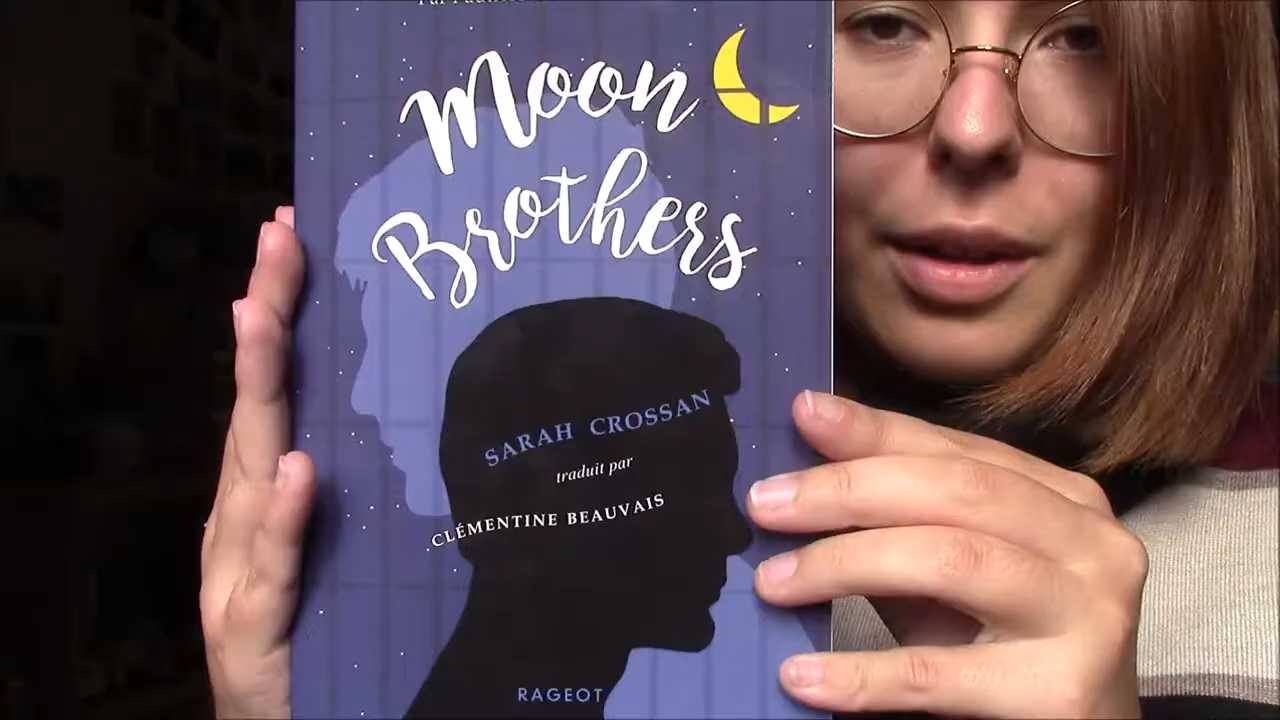 Moon
Brothers
SARAH CROSSAN
traduit par
CLÉMENTINE BEAUVAIS
RAGEOT